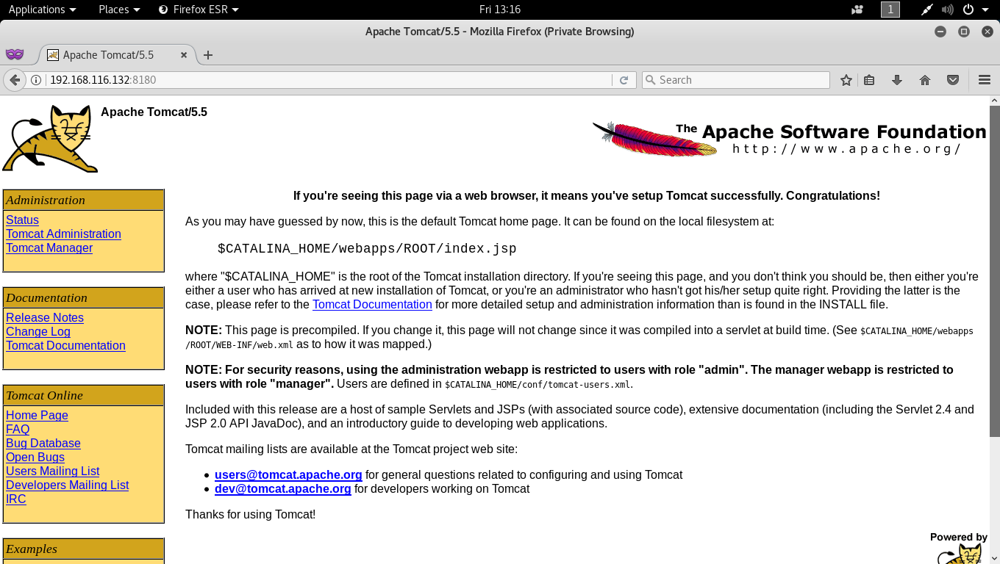 Applications Places Firefox ESR Fri 13:16 1
Apache Tomcat/5.5 - Mozilla Firefox (Private Browsing)
Apache Tomcat/5.5
192.168.116.132:8180 Search
Apache Tomcat/5.5
The Apache Software Foundation
http://www.apache.org/
Administration
Status
Tomcat Administration
Tomcat Manager
Documentation
Release Notes
Change Log
Tomcat Documentation
Tomcat Online
Home Page
FAQ
Bug Database
Open Bugs
Users Mailing List
Developers Mailing List
IRC
Examples
If you're seeing this page via a web browser, it means you've setup Tomcat successfully. Congratulations!
As you may have guessed by now, this is the default Tomcat home page. It can be found on the local filesystem at:
$CATALINA_HOME/webapps/ROOT/index.jsp
where "$CATALINA_HOME" is the root of the Tomcat installation directory. If you're seeing this page, and you don't think you should be, then either you're
either a user who has arrived at new installation of Tomcat, or you're an administrator who hasn't got his/her setup quite right. Providing the latter is the
case, please refer to the Tomcat Documentation for more detailed setup and administration information than is found in the INSTALL file.
NOTE: This page is precompiled. If you change it, this page will not change since it was compiled into a servlet at build time. (See $CATALINA_HOME/webapps
/ROOT/WEB-INF/web.xml as to how it was mapped.)
NOTE: For security reasons, using the administration webapp is restricted to users with role "admin". The manager webapp is restricted to
users with role "manager". Users are defined in $CATALINA_HOME/conf/tomcat-users.xml.
Included with this release are a host of sample Servlets and JSPs (with associated source code), extensive documentation (including the Servlet 2.4 and
JSP 2.0 API JavaDoc), and an introductory guide to developing web applications.
Tomcat mailing lists are available at the Tomcat project web site:
• users@tomcat.apache.org for general questions related to configuring and using Tomcat
• dev@tomcat.apache.org for developers working on Tomcat
Thanks for using Tomcat!
Powered by